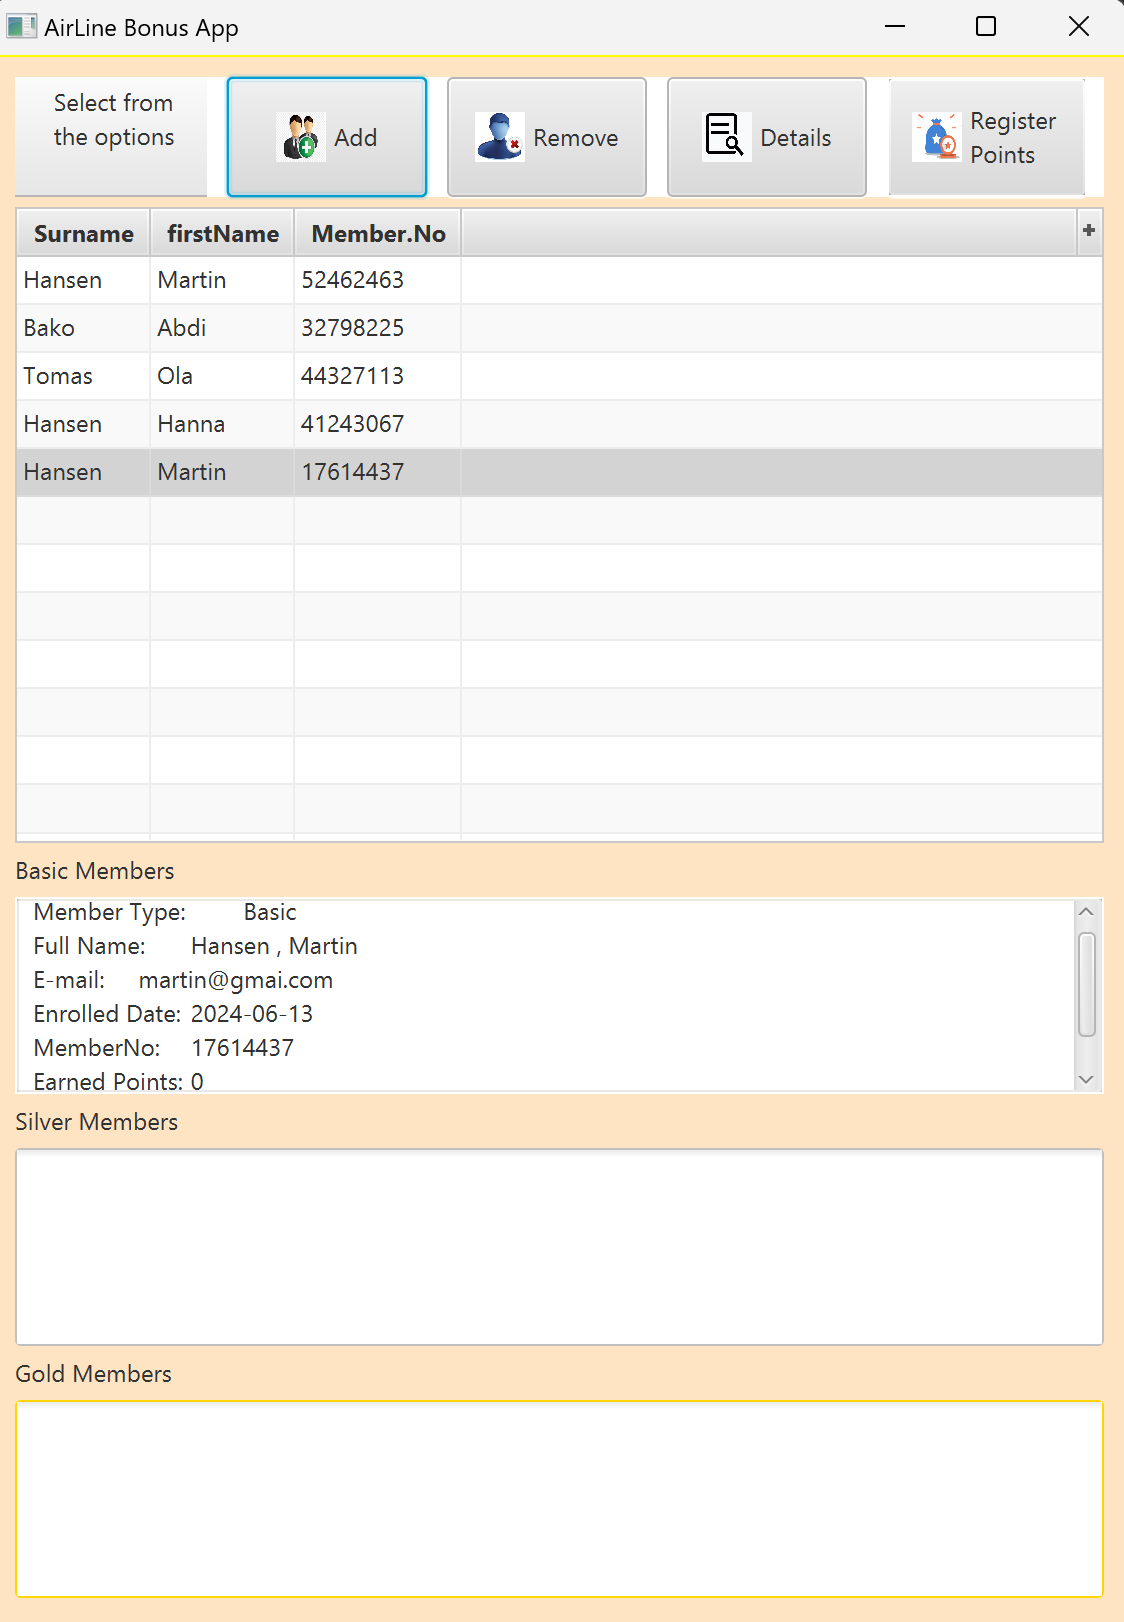 AirLine Bonus App
Select from
the options
Add
Remove
Details
Register
Points
Surname firstName Member.No +
Hansen Martin 52462463
Bako Abdi 32798225
Tomas Ola 44327113
Hansen Hanna 41243067
Hansen Martin 17614437
Basic Members
Member Type: Basic
Full Name: Hansen , Martin
E-mail: martin@gmai.com
Enrolled Date: 2024-06-13
MemberNo: 17614437
Earned Points: 0
Silver Members
Gold Members